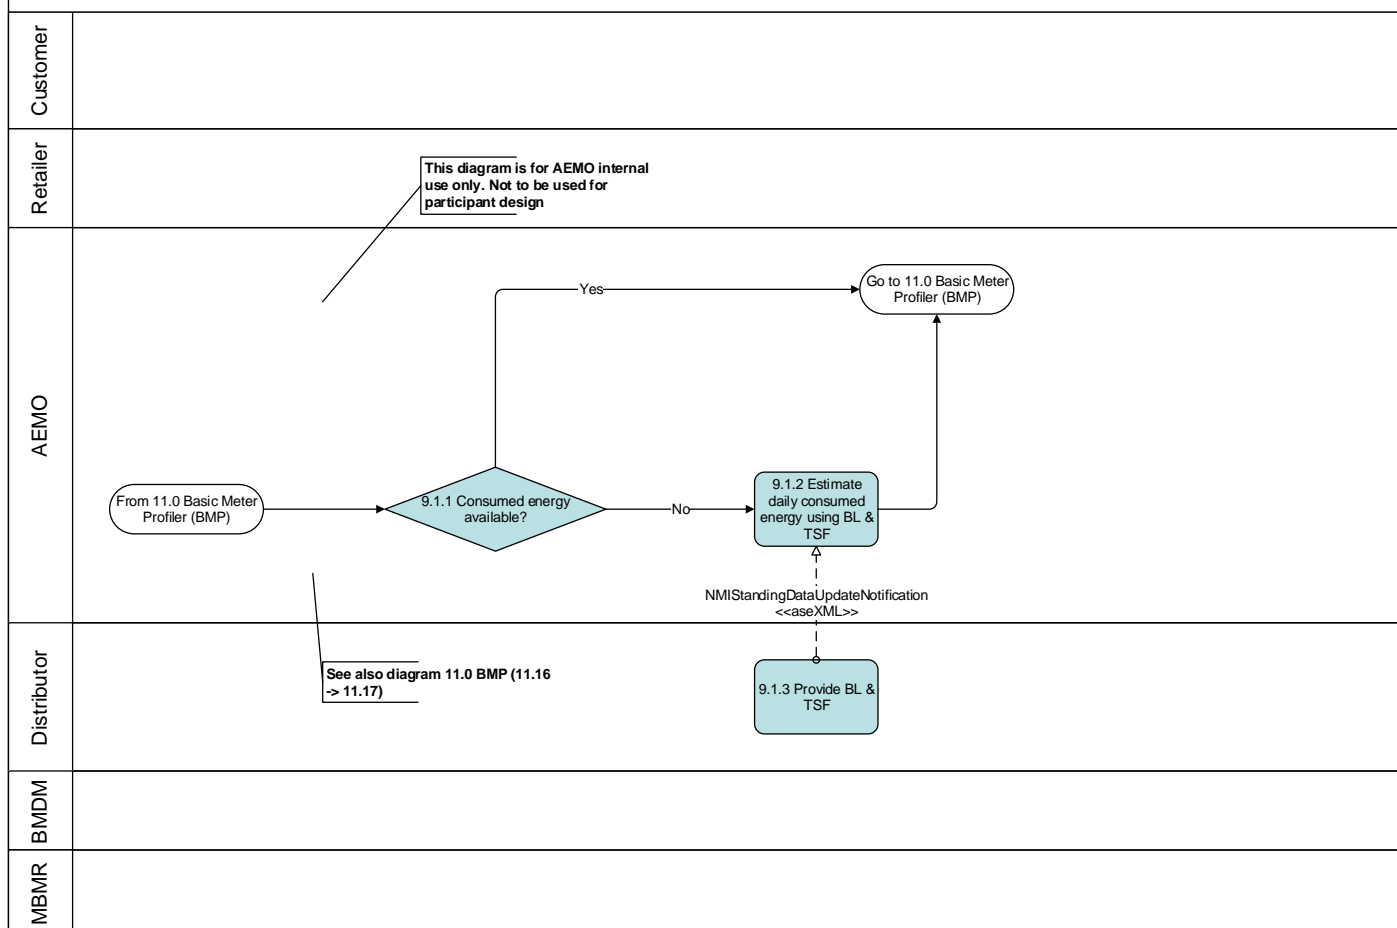 Customer
Retailer
This diagram is for AEMO internal
use only. Not to be used for
participant design
AEMO
Yes
Go to 11.0 Basic Meter
Profiler (BMP)
From 11.0 Basic Meter
Profiler (BMP)
9.1.1 Consumed energy
available?
No
9.1.2 Estimate
daily consumed
energy using BL &
TSF
NMIStandingDataUpdateNotification
<<aseXML>>
Distributor
See also diagram 11.0 BMP (11.16
-> 11.17)
9.1.3 Provide BL &
TSF
BMDM
MBMR